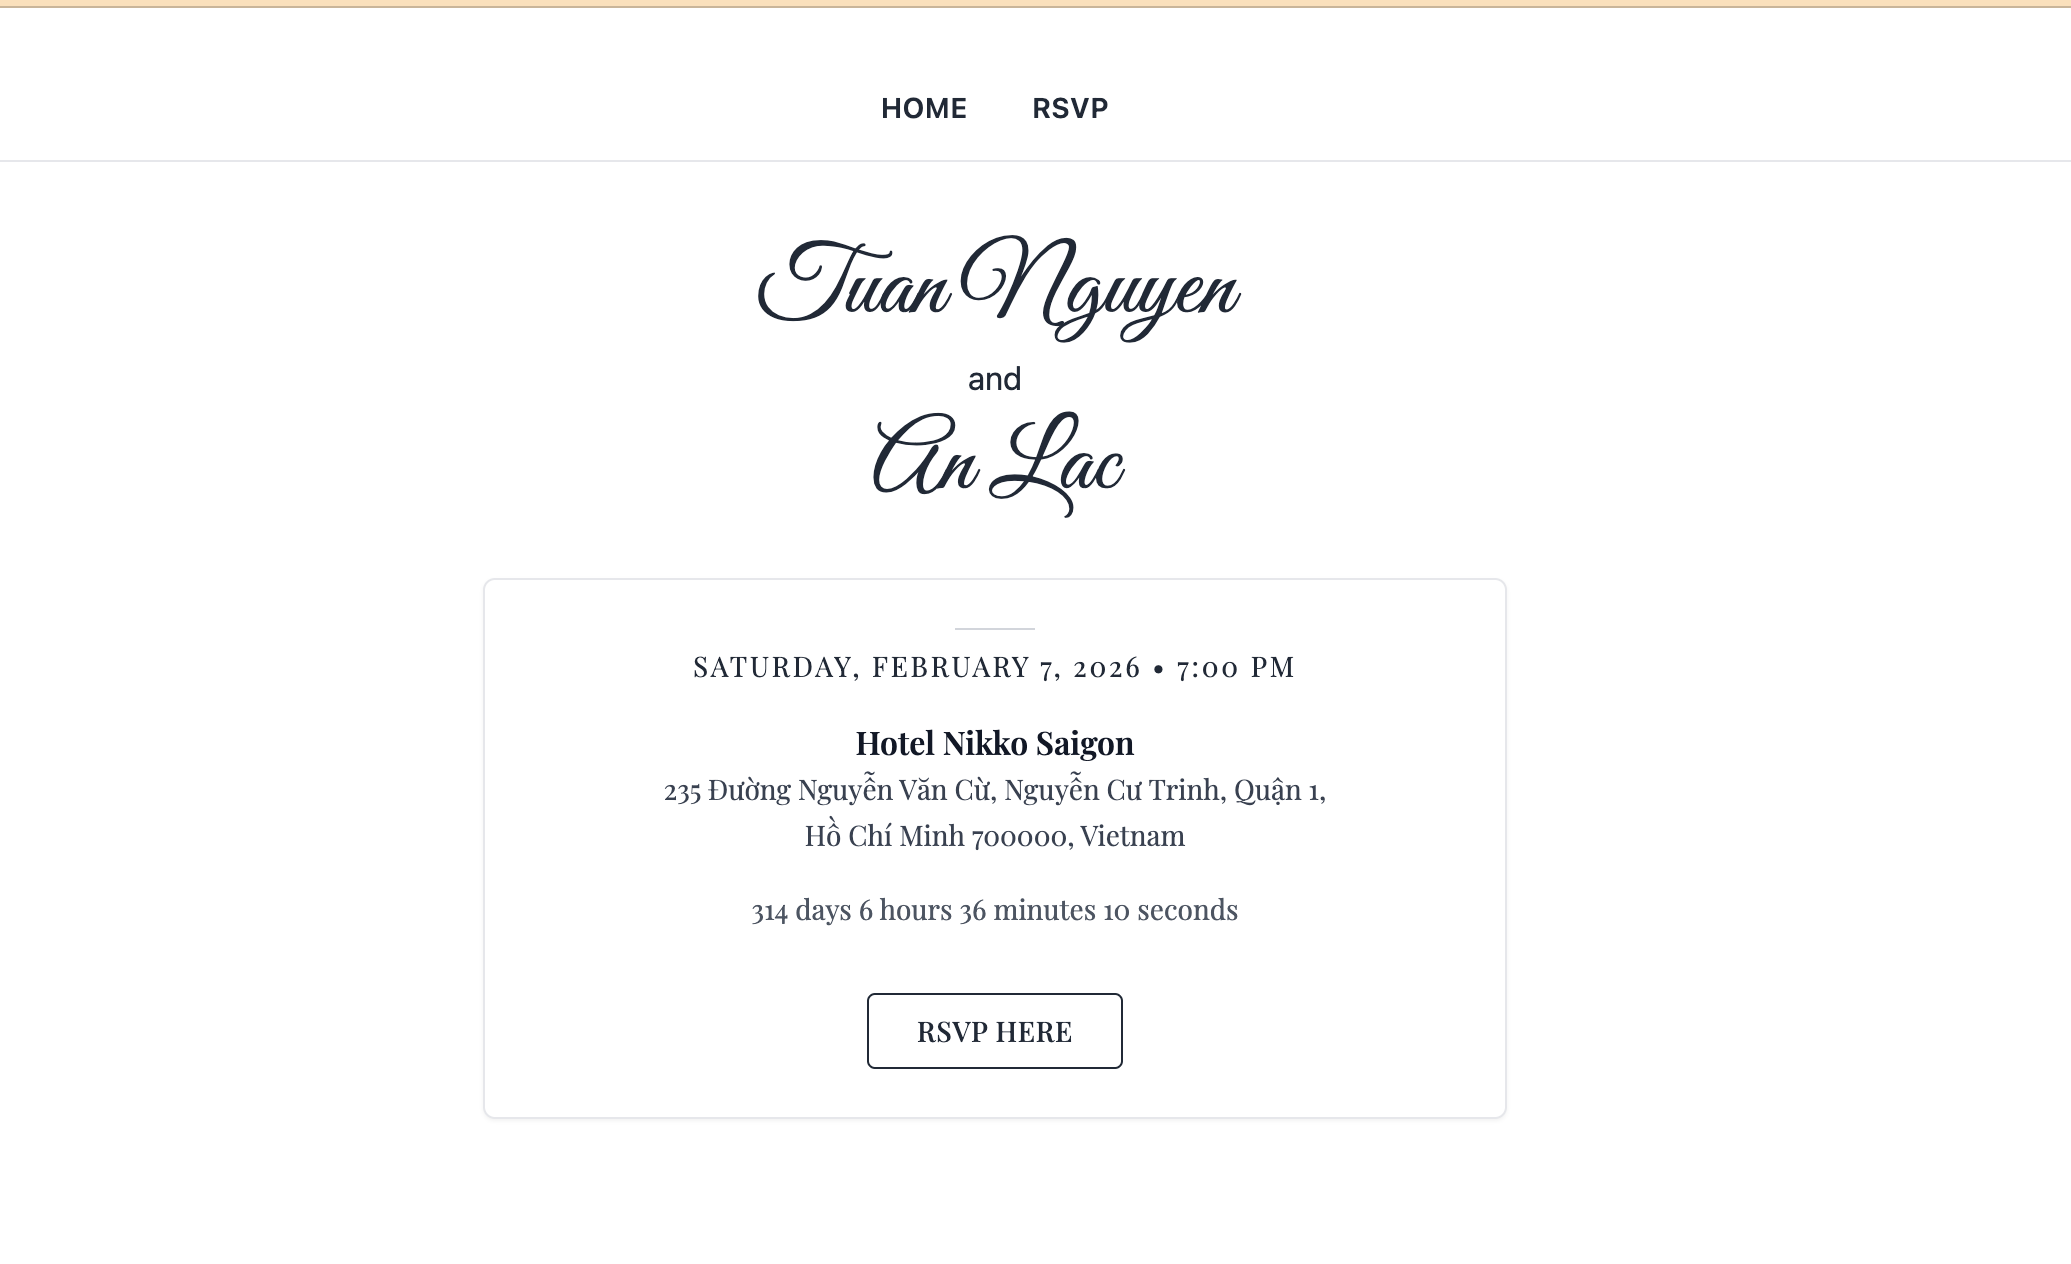 HOME RSVP
Tuan Nguyen
and
An Lac
SATURDAY, FEBRUARY 7, 2026 • 7:00 PM
Hotel Nikko Saigon
235 Đường Nguyễn Văn Cừ, Nguyễn Cư Trinh, Quận 1,
Hồ Chí Minh 700000, Vietnam
314 days 6 hours 36 minutes 10 seconds
RSVP HERE